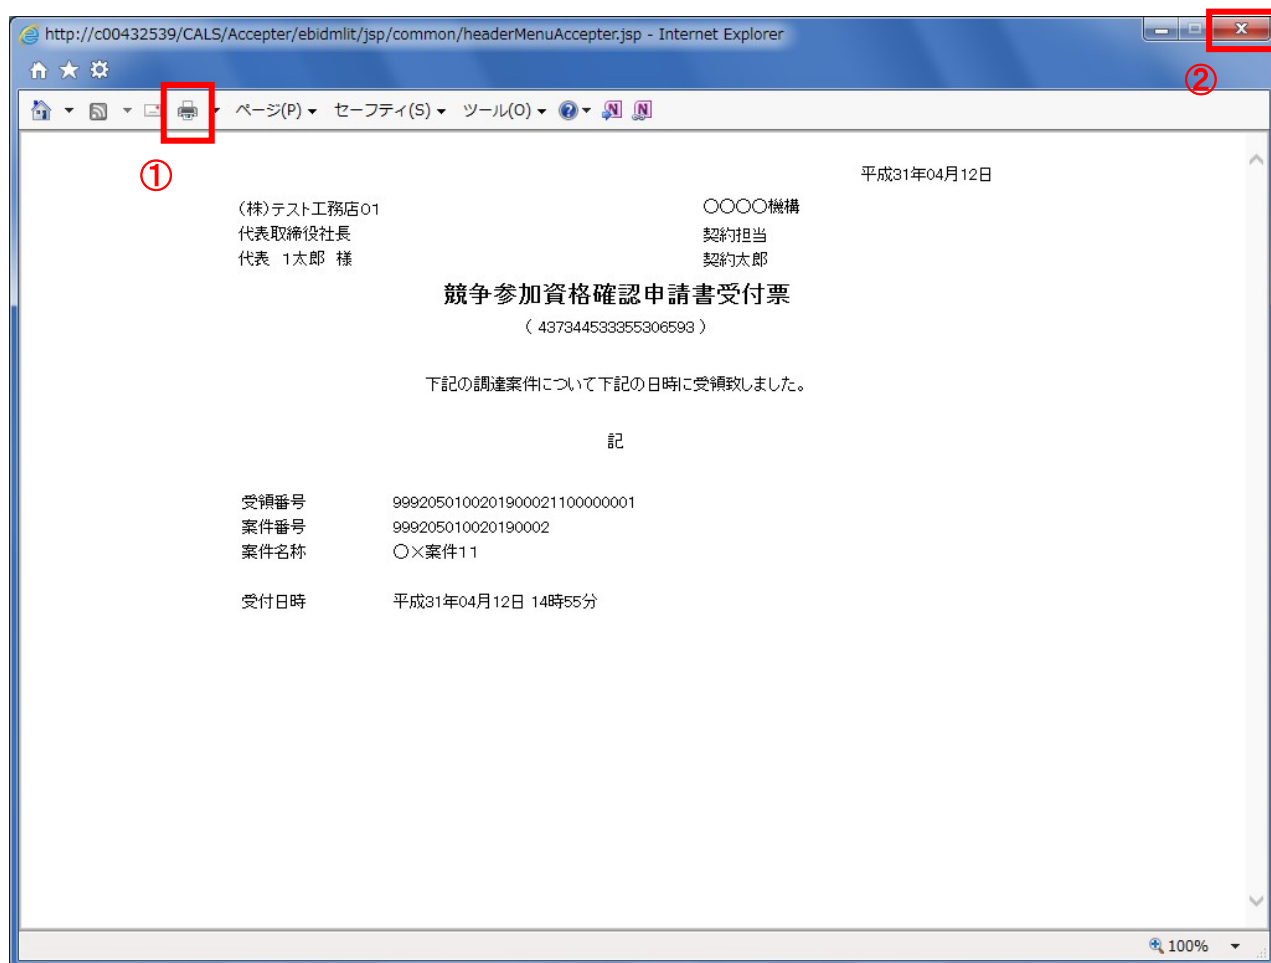 http://c00432539/CALS/Accepter/ebidmlit/jsp/common/headerMenuAccepter.jsp - Internet Explorer
②
ページ(P) セーフティ(S) ツール(O)
①
平成31年04月12日
(株)テスト工務店01 〇〇〇〇機構
代表取締役社長 契約担当
代表 1太郎 様 契約太郎
競争参加資格確認申請書受付票
( 437344533355306593 )
下記の調達案件について下記の日時に受領致しました。
記
受領番号 9992050100201900021100000001
案件番号 999205010020190002
案件名称 〇×案件11
受付日時 平成31年04月12日 14時55分
100%